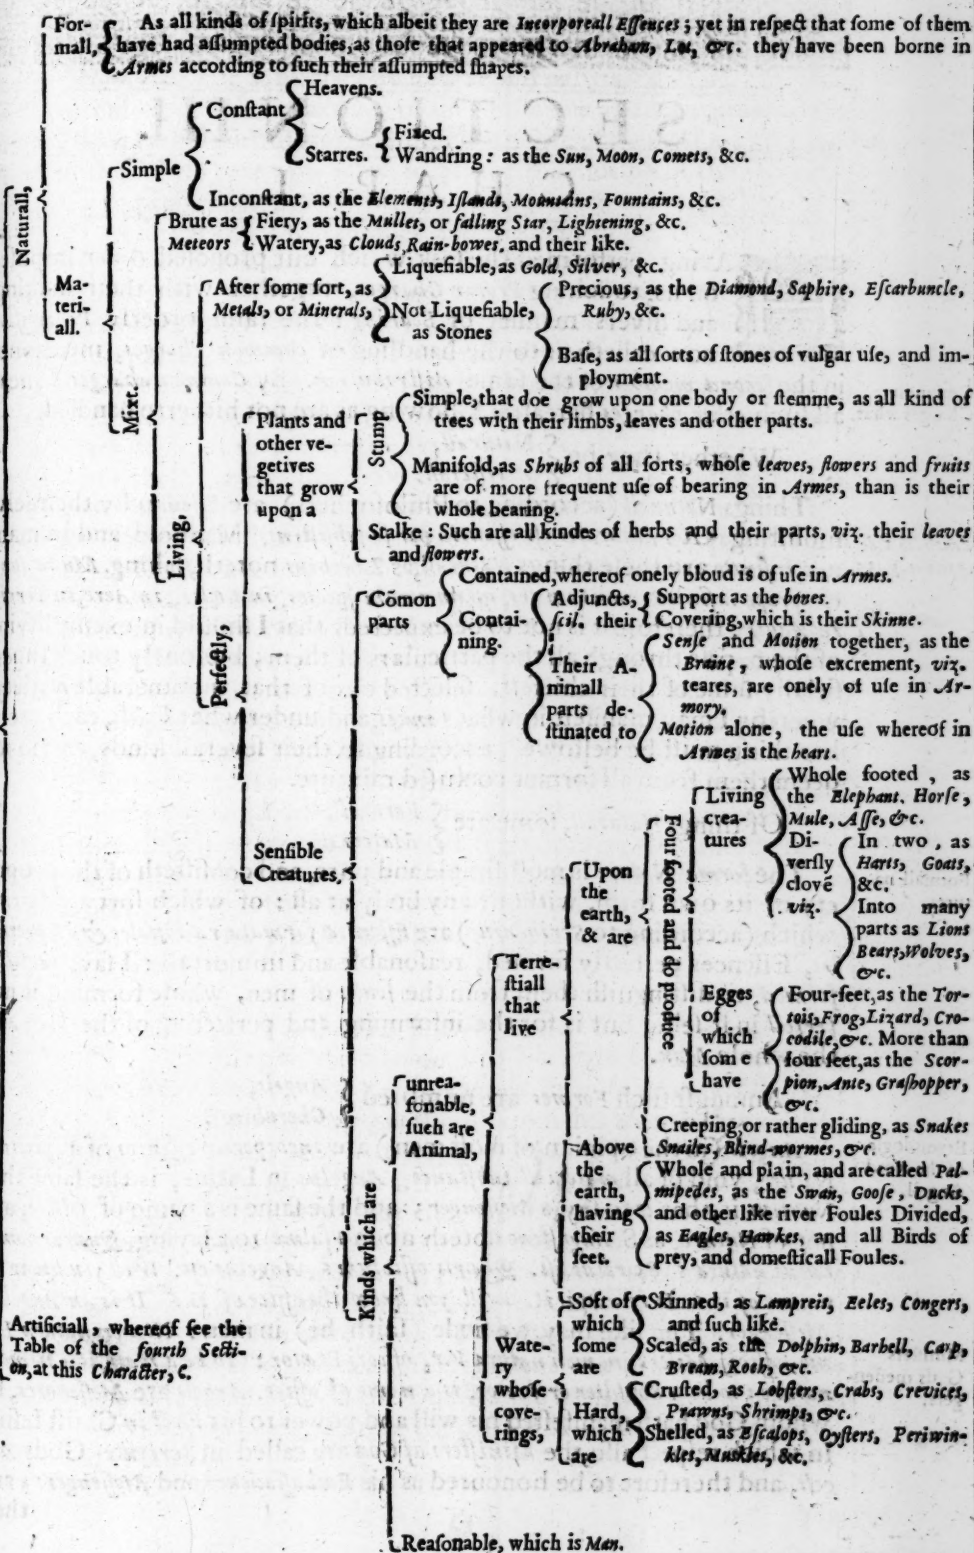 Naturall,
For-
mall,
As all kinds of ſpirits, which albeit they are Incorporeall Eſſences; yet in reſpect that ſome of them
have had aſſumpted bodies, as thoſe that appeared to Abraham, Lot, &c. they have been borne in
Armes according to ſuch their aſſumpted ſhapes.
Ma-
teri-
all.
Simple
Conſtant
Heavens.
Starres.
Fixed.
Wandring: as the Sun, Moon, Comets, &c.
Inconſtant, as the Elements, Iſlands, Mountains, Fountains, &c.
Mixt.
Brute as
Meteors
Fiery, as the Mullet, or falling Star, Lightening, &c.
Watery, as Clouds, Rain-bowes, and their like.
Living,
After ſome ſort, as
Metals, or Minerals,
Liquefiable, as Gold, Silver, &c.
Not Liquefiable,
as Stones
Precious, as the Diamond, Saphire, Eſcarbuncle,
Ruby, &c.
Baſe, as all ſorts of ſtones of vulgar uſe, and im-
ployment.
Perfectly,
Plants and
other ve-
getives
that grow
upon a
Stump
Simple, that doe grow upon one body or ſtemme, as all kind of
trees with their limbs, leaves and other parts.
Manifold, as Shrubs of all ſorts, whoſe leaves, flowers and fruits
are of more frequent uſe of bearing in Armes, than is their
whole bearing.
Stalke: Such are all kindes of herbs and their parts, viz. their leaves
and flowers.
Senſible
Creatures,
Cōmon
parts
Contained, whereof onely bloud is of uſe in Armes.
Contai-
ning.
Adjuncts,
ſcil. their
Support as the bones.
Covering, which is their Skinne.
Their A-
nimall
parts de-
ſtinated to
Senſe and Motion together, as the
Braine, whoſe excrement, viz.
teares, are onely of uſe in Ar-
mory.
Motion alone, the uſe whereof in
Armes is the heart.
Kinds which are
unrea-
ſonable,
ſuch are
Animal,
Terre-
ſtiall
that
live
Upon
the
earth,
& are
Foure footed and do produce
Living
crea-
tures
Whole footed, as
the Elephant, Horſe,
Mule, Aſſe, &c.
Di-
verſly
clovē
viz.
In two, as
Harts, Goats,
&c.
Into many
parts as Lions
Bears, Wolves,
&c.
Egges
of
which
ſome
have
Four-feet, as the Tor-
tois, Frog, Lizard, Cro-
codile, &c. More than
four feet, as the Scor-
pion, Ante, Graſhopper,
&c.
Creeping or rather gliding, as Snakes
Snailes, Blind-wormes, &c.
Above
the
earth,
having
their
feet.
Whole and plain, and are called Pal-
mipedes, as the Swan, Gooſe, Ducks,
and other like river Foules Divided,
as Eagles, Hawkes, and all Birds of
prey, and domeſticall Foules.
Wate-
ry
whoſe
cove-
rings,
Soft of
which
ſome
are
Skinned, as Lampreis, Eeles, Congers,
and ſuch like.
Scaled, as the Dolphin, Barbell, Carp,
Bream, Roch, &c.
Hard,
which
are
Cruſted, as Lobſters, Crabs, Crevices,
Prawns, Shrimps, &c.
Shelled, as Eſcalops, Oyſters, Periwin-
kles, Muskles, &c.
Reaſonable, which is Man.
Artificiall, whereof ſee the
Table of the fourth Secti-
on, at this Character, C.